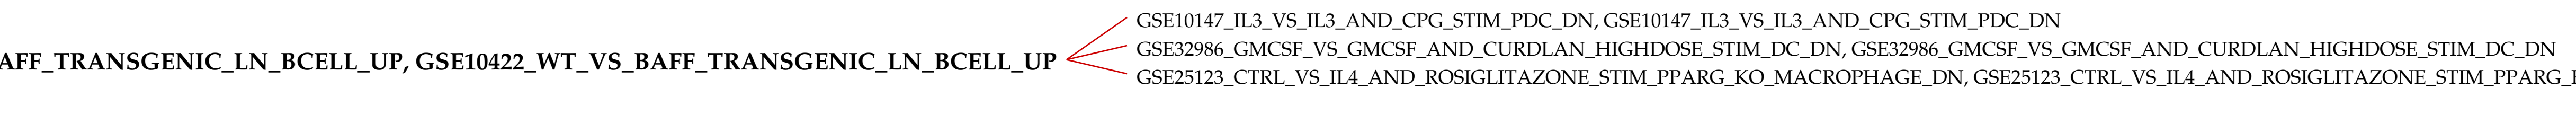 GSE10147_IL3_VS_IL3_AND_CPG_STIM_PDC_DN, GSE10147_IL3_VS_IL3_AND_CPG_STIM_PDC_DN
GSE32986_GMCSF_VS_GMCSF_AND_CURDLAN_HIGHDOSE_STIM_DC_DN, GSE32986_GMCSF_VS_GMCSF_AND_CURDLAN_HIGHDOSE_STIM_DC_DN
AFF_TRANSGENIC_LN_BCELL_UP, GSE10422_WT_VS_BAFF_TRANSGENIC_LN_BCELL_UP
GSE25123_CTRL_VS_IL4_AND_ROSIGLITAZONE_STIM_PPARG_KO_MACROPHAGE_DN, GSE25123_CTRL_VS_IL4_AND_ROSIGLITAZONE_STIM_PPARG_